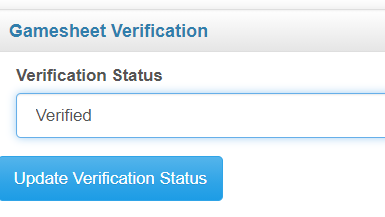 Gamesheet Verification
Verification Status
Verified
Update Verification Status